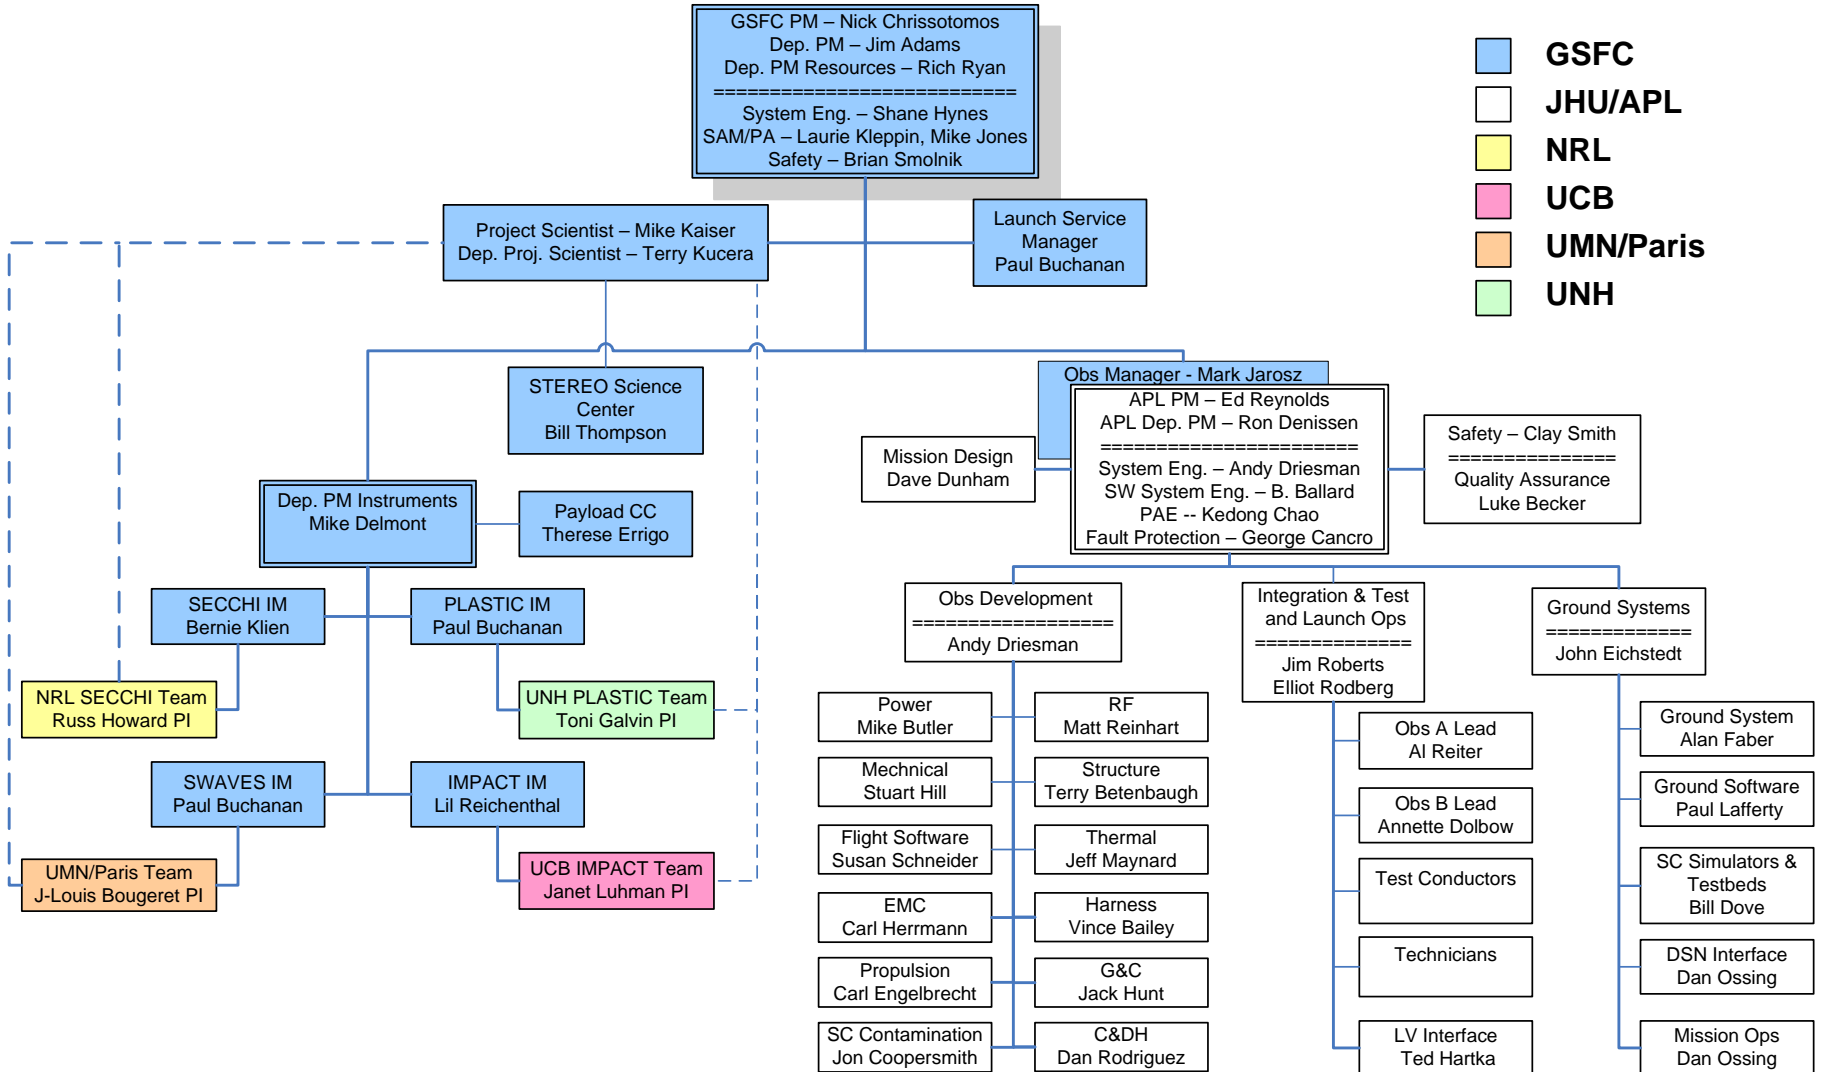 GSFC PM – Nick Chrissotomos
Dep. PM – Jim Adams
Dep. PM Resources – Rich Ryan
===========================
System Eng. – Shane Hynes
SAM/PA – Laurie Kleppin, Mike Jones
Safety – Brian Smolnik
GSFC
JHU/APL
NRL
UCB
UMN/Paris
UNH
Project Scientist – Mike Kaiser
Dep. Proj. Scientist – Terry Kucera
Launch Service
Manager
Paul Buchanan
STEREO Science
Center
Bill Thompson
Obs Manager - Mark Jarosz
APL PM – Ed Reynolds
APL Dep. PM – Ron Denissen
=======================
System Eng. – Andy Driesman
SW System Eng. – B. Ballard
PAE -- Kedong Chao
Fault Protection – George Cancro
Mission Design
Dave Dunham
Safety – Clay Smith
===============
Quality Assurance
Luke Becker
Dep. PM Instruments
Mike Delmont
Payload CC
Therese Errigo
SECCHI IM
Bernie Klien
PLASTIC IM
Paul Buchanan
NRL SECCHI Team
Russ Howard PI
UNH PLASTIC Team
Toni Galvin PI
SWAVES IM
Paul Buchanan
IMPACT IM
Lil Reichenthal
UMN/Paris Team
J-Louis Bougeret PI
UCB IMPACT Team
Janet Luhman PI
Obs Development
==================
Andy Driesman
Integration & Test
and Launch Ops
==============
Jim Roberts
Elliot Rodberg
Ground Systems
=============
John Eichstedt
Power
Mike Butler
RF
Matt Reinhart
Mechnical
Stuart Hill
Structure
Terry Betenbaugh
Flight Software
Susan Schneider
Thermal
Jeff Maynard
EMC
Carl Herrmann
Harness
Vince Bailey
Propulsion
Carl Engelbrecht
G&C
Jack Hunt
SC Contamination
Jon Coopersmith
C&DH
Dan Rodriguez
Obs A Lead
Al Reiter
Obs B Lead
Annette Dolbow
Test Conductors
Technicians
LV Interface
Ted Hartka
Ground System
Alan Faber
Ground Software
Paul Lafferty
SC Simulators &
Testbeds
Bill Dove
DSN Interface
Dan Ossing
Mission Ops
Dan Ossing